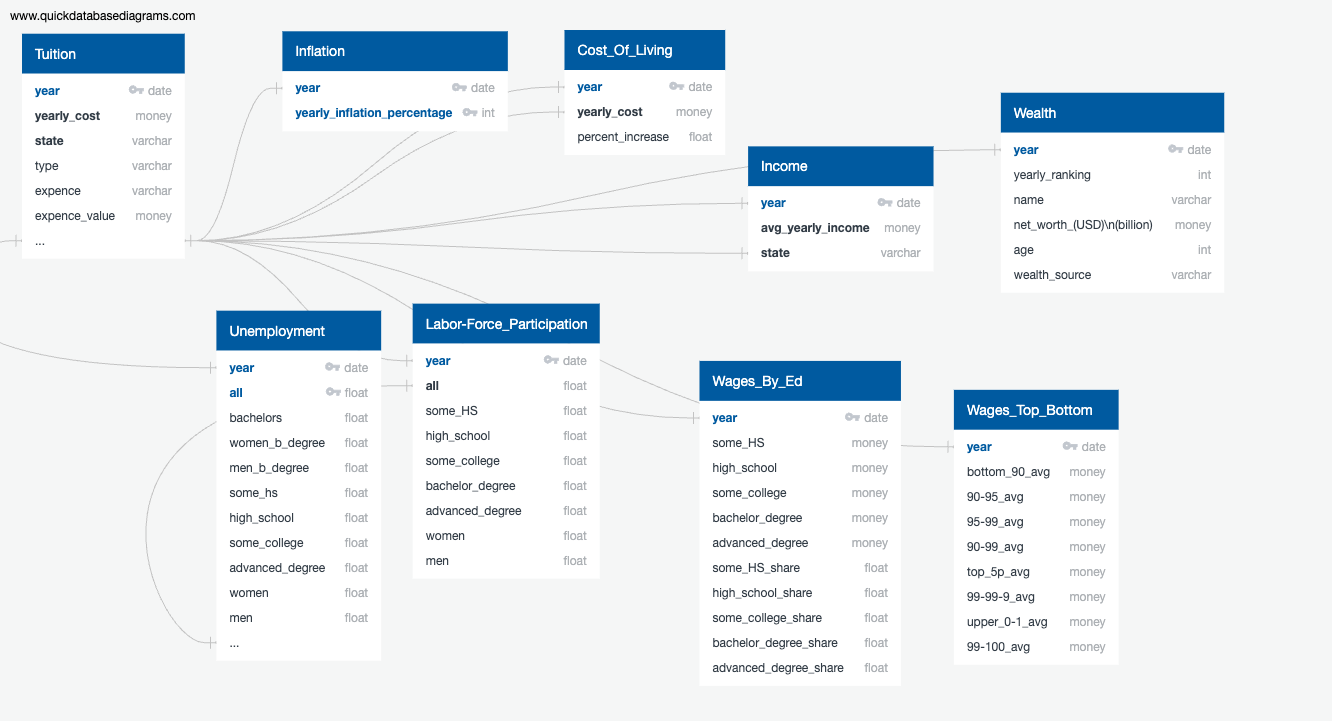 www.quickdatabasediagrams.com
Tuition
year date
yearly_cost money
state varchar
type varchar
expence varchar
expence_value money
...
Inflation
year date
yearly_inflation_percentage int
Cost_Of_Living
year date
yearly_cost money
percent_increase float
Income
year date
avg_yearly_income money
state varchar
Wealth
year date
yearly_ranking int
name varchar
net_worth_(USD)\n(billion) money
age int
wealth_source varchar
Unemployment
year date
all float
bachelors float
women_b_degree float
men_b_degree float
some_hs float
high_school float
some_college float
advanced_degree float
women float
men float
...
Labor-Force_Participation
year date
all float
some_HS float
high_school float
some_college float
bachelor_degree float
advanced_degree float
women float
men float
Wages_By_Ed
year date
some_HS money
high_school money
some_college money
bachelor_degree money
advanced_degree money
some_HS_share float
high_school_share float
some_college_share float
bachelor_degree_share float
advanced_degree_share float
Wages_Top_Bottom
year date
bottom_90_avg money
90-95_avg money
95-99_avg money
90-99_avg money
top_5p_avg money
99-99-9_avg money
upper_0-1_avg money
99-100_avg money